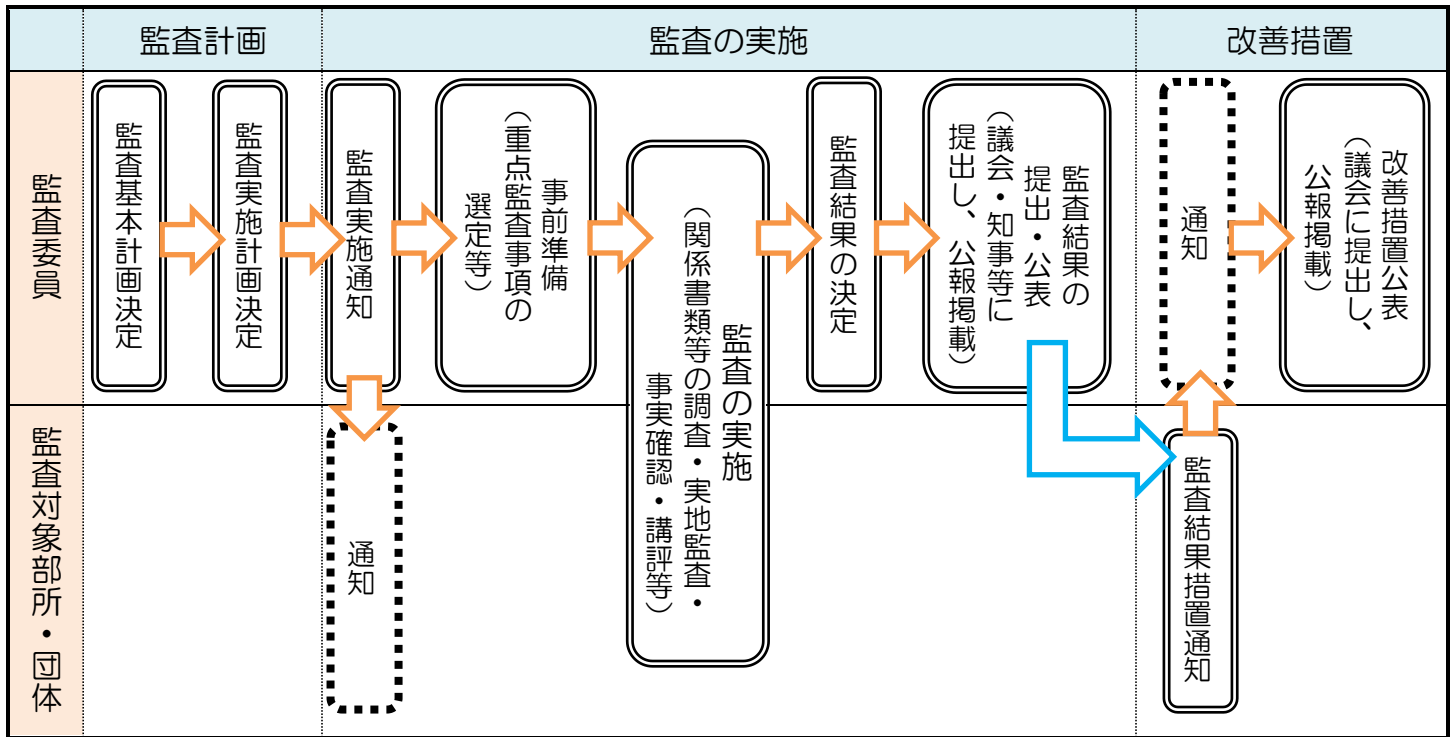 監査計画
監査の実施
改善措置
監査委員
監査基本計画決定
監査実施計画決定
監査実施通知
事前準備
（重点監査事項の
選定等）
監査の実施
（関係書類等の調査・実地監査・
事実確認・講評等）
監査結果の決定
監査結果の
提出・公表
（議会・知事等に
提出し、公報掲載）
通知
改善措置公表
（議会に提出し、
公報掲載）
監査対象部所・団体
通知
監査結果措置通知